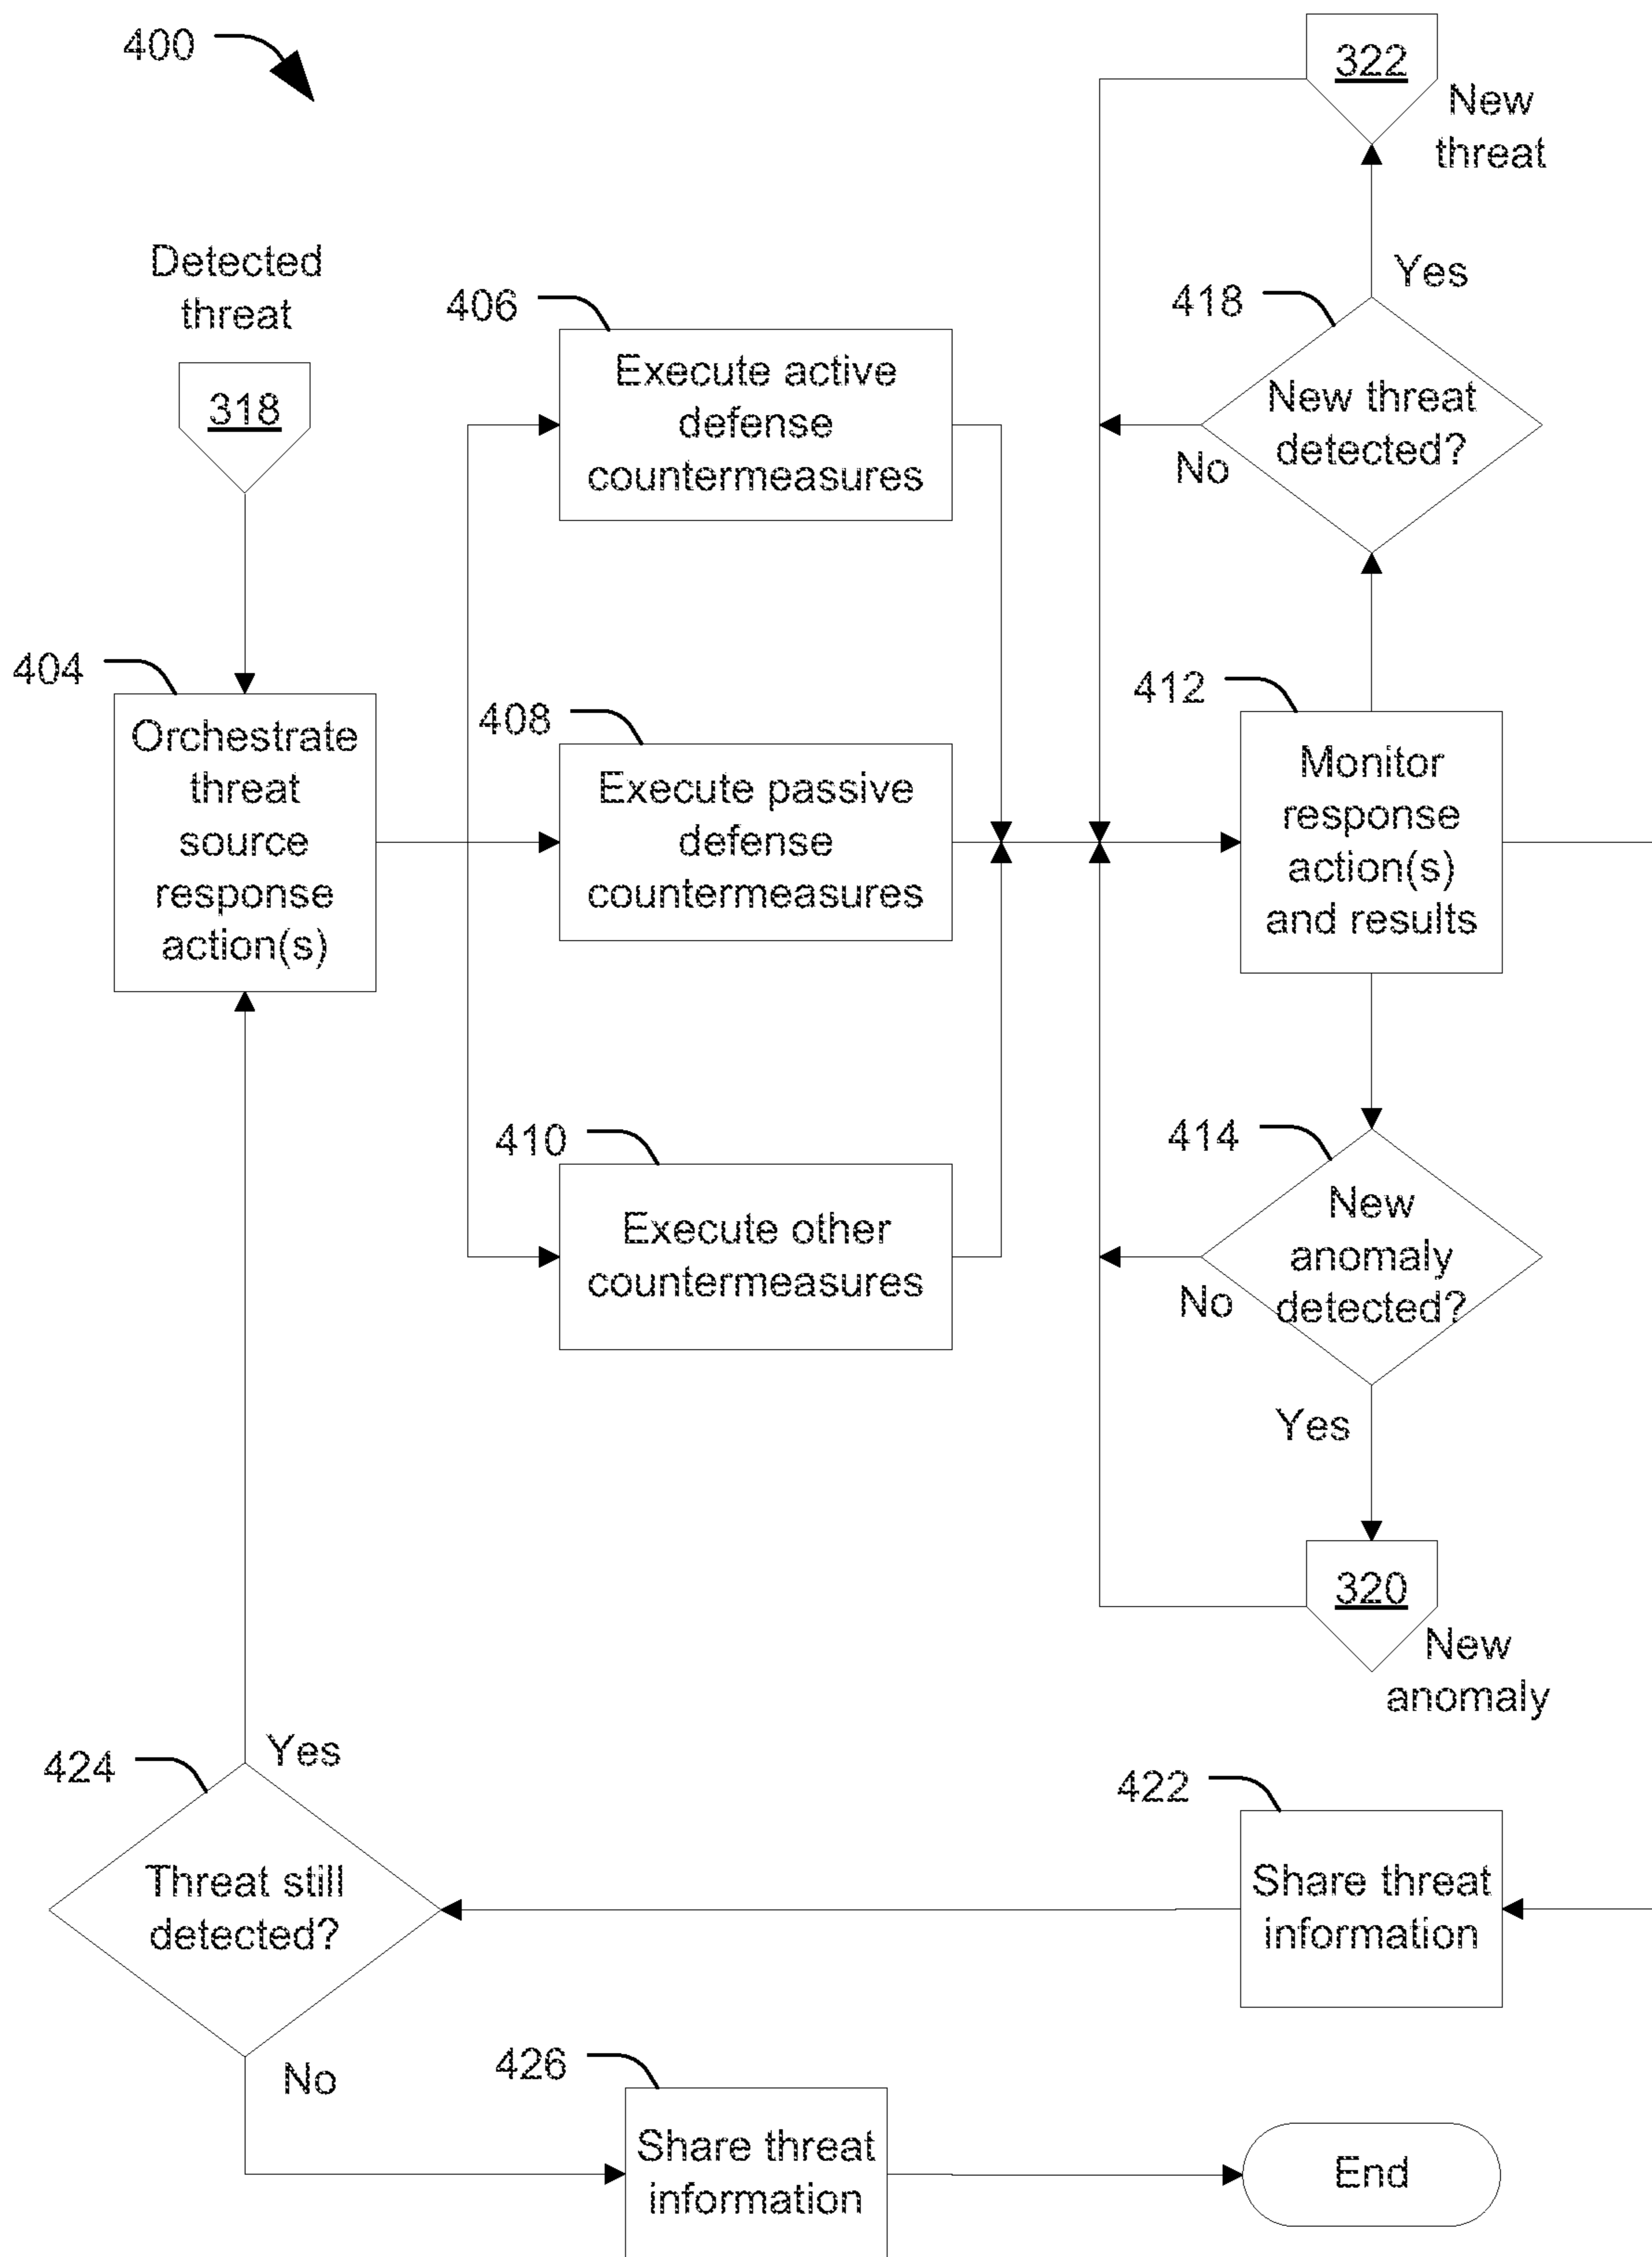 400
322
New
threat
Detected
threat
318
406
Execute active
defense
countermeasures
418
Yes
New threat
detected?
No
404
Orchestrate
threat
source
response
action(s)
408
Execute passive
defense
countermeasures
412
Monitor
response
action(s)
and results
410
Execute other
countermeasures
414
New
anomaly
detected?
No
Yes
320
New
anomaly
424
Yes
Threat still
detected?
No
422
Share threat
information
426
Share threat
information
End